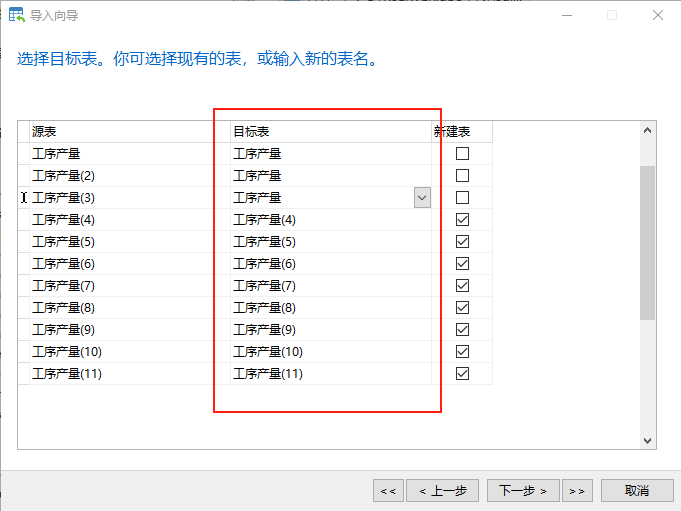 导入向导
选择目标表。你可选择现有的表，或输入新的表名。
源表 目标表 新建表
工序产量 工序产量
工序产量(2) 工序产量
工序产量(3) 工序产量
工序产量(4) 工序产量(4)
工序产量(5) 工序产量(5)
工序产量(6) 工序产量(6)
工序产量(7) 工序产量(7)
工序产量(8) 工序产量(8)
工序产量(9) 工序产量(9)
工序产量(10) 工序产量(10)
工序产量(11) 工序产量(11)
<< < 上一步 下一步 > >> 取消